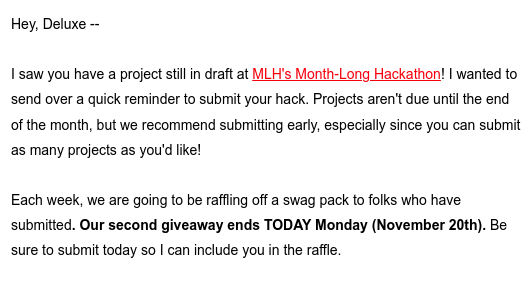 Hey, Deluxe --
I saw you have a project still in draft at MLH's Month-Long Hackathon! I wanted to
send over a quick reminder to submit your hack. Projects aren't due until the end
of the month, but we recommend submitting early, especially since you can submit
as many projects as you'd like!
Each week, we are going to be raffling off a swag pack to folks who have
submitted. Our second giveaway ends TODAY Monday (November 20th). Be
sure to submit today so I can include you in the raffle.